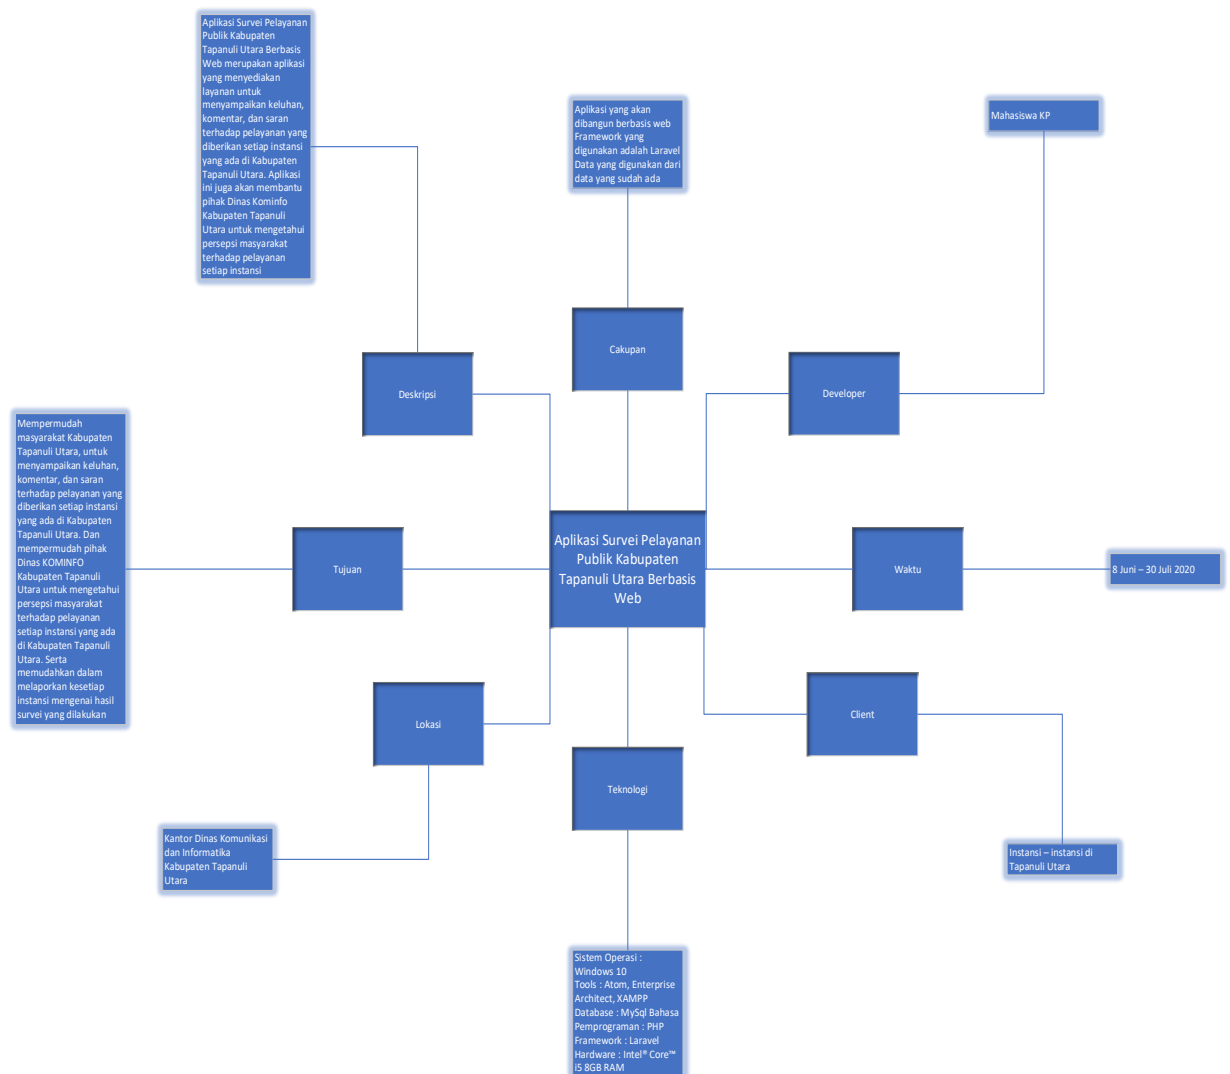 Aplikasi Survei Pelayanan
Publik Kabupaten
Tapanuli Utara Berbasis
Web merupakan aplikasi
yang menyediakan
layanan untuk
menyampaikan keluhan,
komentar, dan saran
terhadap pelayanan yang
diberikan setiap instansi
yang ada di Kabupaten
Tapanuli Utara. Aplikasi
ini juga akan membantu
pihak Dinas Kominfo
Kabupaten Tapanuli
Utara untuk mengetahui
persepsi masyarakat
terhadap pelayanan
setiap instansi
Aplikasi yang akan
dibangun berbasis web
Framework yang
digunakan adalah Laravel
Data yang digunakan dari
data yang sudah ada
Mahasiswa KP
Cakupan
Deskripsi
Developer
Mempermudah
masyarakat Kabupaten
Tapanuli Utara, untuk
menyampaikan keluhan,
komentar, dan saran
terhadap pelayanan yang
diberikan setiap instansi
yang ada di Kabupaten
Tapanuli Utara. Dan
mempermudah pihak
Dinas KOMINFO
Kabupaten Tapanuli
Utara untuk mengetahui
persepsi masyarakat
terhadap pelayanan
setiap instansi yang ada
di Kabupaten Tapanuli
Utara. Serta
memudahkan dalam
melaporkan kesetiap
instansi mengenai hasil
survei yang dilakukan
Tujuan
Aplikasi Survei Pelayanan
Publik Kabupaten
Tapanuli Utara Berbasis
Web
Waktu
8 Juni – 30 Juli 2020
Lokasi
Client
Teknologi
Kantor Dinas Komunikasi
dan Informatika
Kabupaten Tapanuli
Utara
Instansi – instansi di
Tapanuli Utara
Sistem Operasi :
Windows 10
Tools : Atom, Enterprise
Architect, XAMPP
Database : MySql Bahasa
Pemprograman : PHP
Framework : Laravel
Hardware : Intel® Core™
i5 8GB RAM